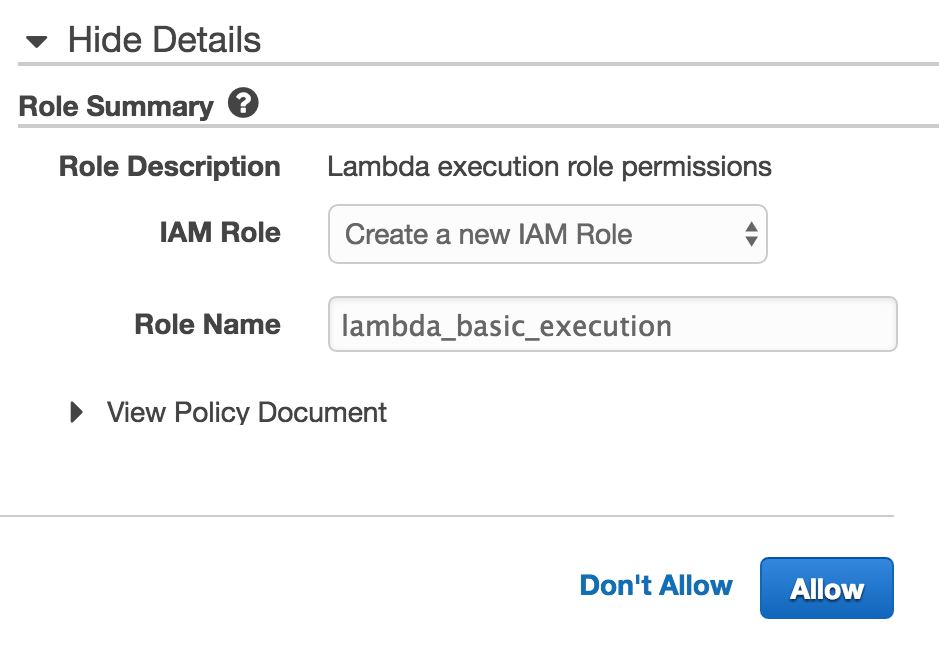 Hide Details
Role Summary ?
Role Description Lambda execution role permissions
IAM Role Create a new IAM Role
Role Name lambda_basic_execution
View Policy Document
Don't Allow Allow